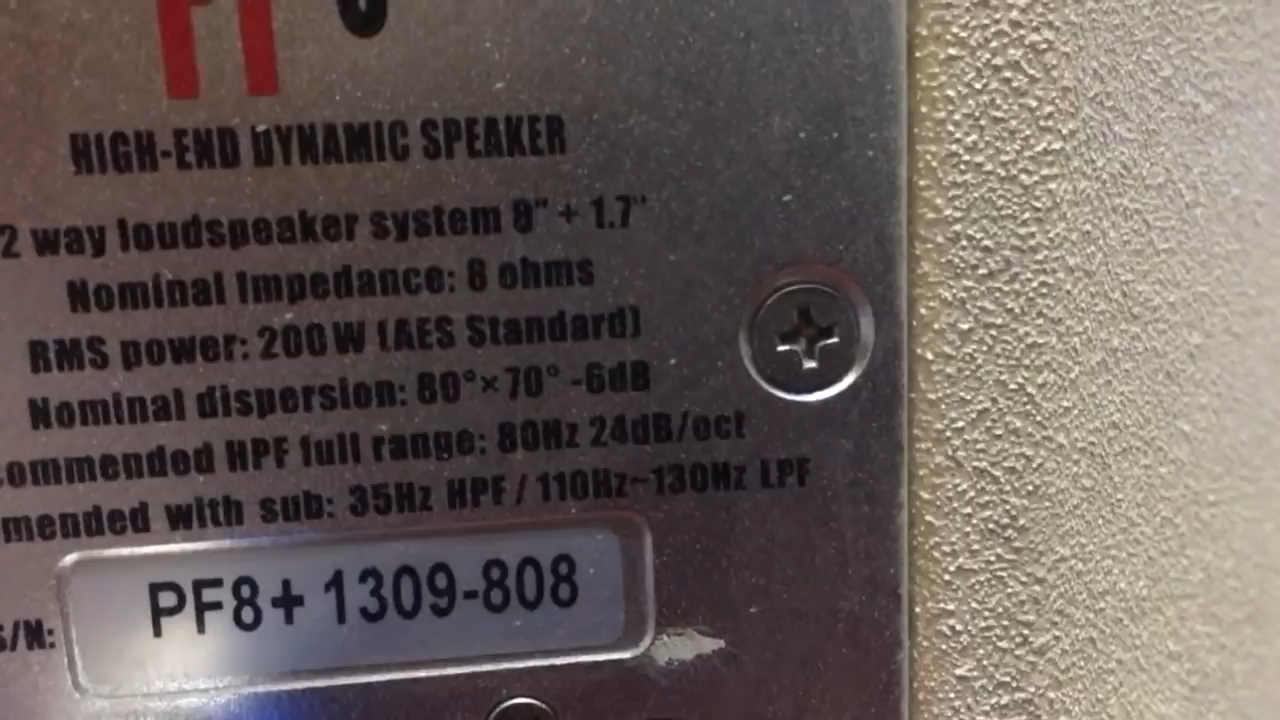 HIGH-END DYNAMIC SPEAKER
2 way loudspeaker system 8" + 1.7"
Nominal Impedance: 8 ohms
RMS power: 200W (AES Standard)
Nominal dispersion: 80°×70° -6dB
ommended HPF full range: 80Hz 24dB/oct
mended with sub: 35Hz HPF / 110Hz~130Hz LPF
S/N: PF8+ 1309-808